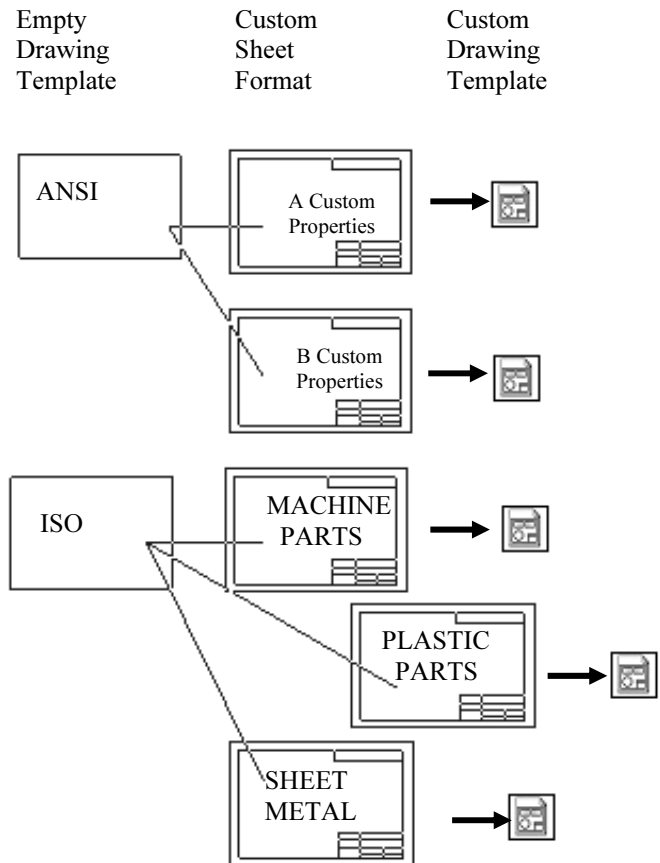 Empty
Drawing
Template
Custom
Sheet
Format
Custom
Drawing
Template
ANSI
A Custom
Properties
B Custom
Properties
ISO
MACHINE
PARTS
PLASTIC
PARTS
SHEET
METAL